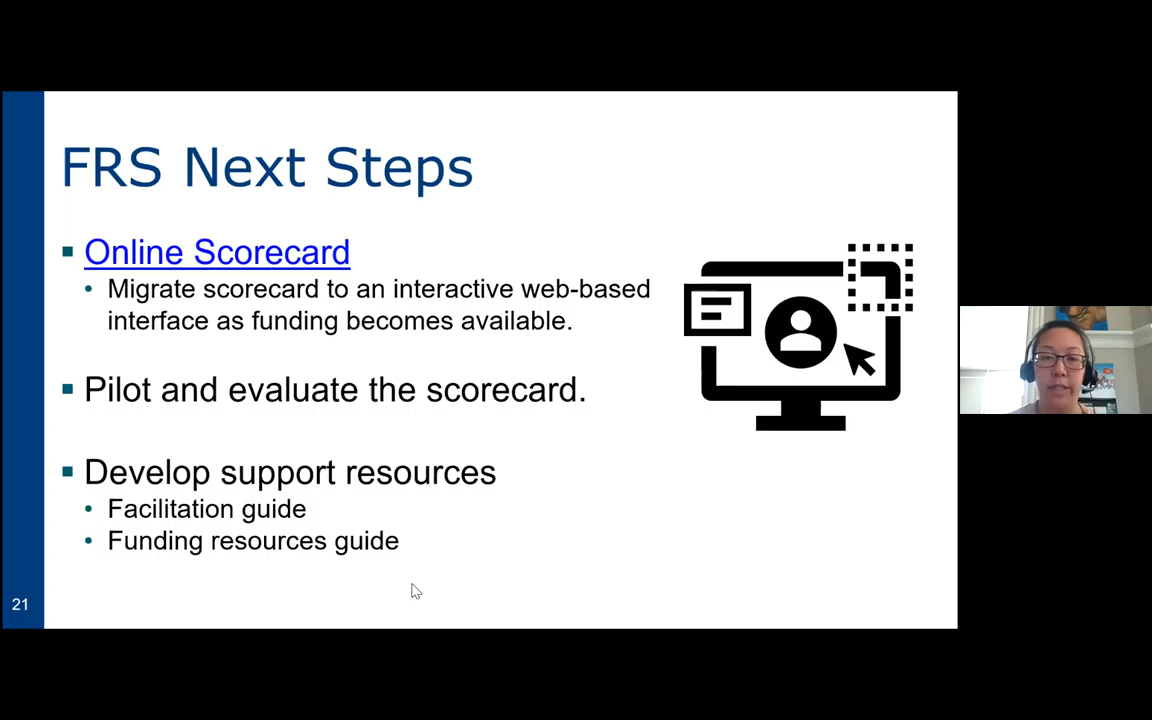 FRS Next Steps
Online Scorecard
Migrate scorecard to an interactive web-based
interface as funding becomes available.
Pilot and evaluate the scorecard.
Develop support resources
Facilitation guide
Funding resources guide
21